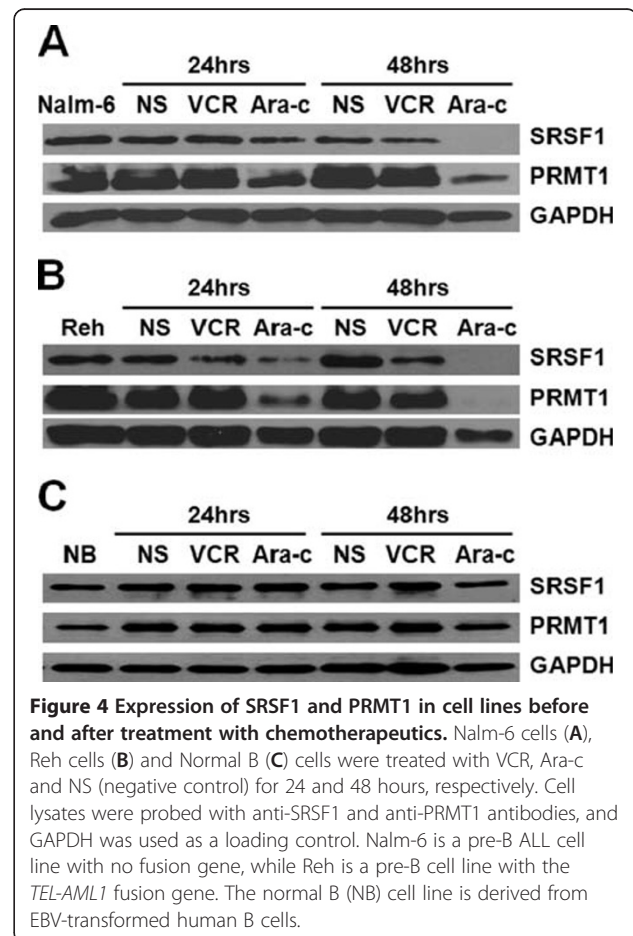 A
24hrs 48hrs
Nalm-6 NS VCR Ara-c NS VCR Ara-c
SRSF1
PRMT1
GAPDH
B
24hrs 48hrs
Reh NS VCR Ara-c NS VCR Ara-c
SRSF1
PRMT1
GAPDH
C
24hrs 48hrs
NB NS VCR Ara-c NS VCR Ara-c
SRSF1
PRMT1
GAPDH
Figure 4 Expression of SRSF1 and PRMT1 in cell lines before
and after treatment with chemotherapeutics. Nalm-6 cells (A),
Reh cells (B) and Normal B (C) cells were treated with VCR, Ara-c
and NS (negative control) for 24 and 48 hours, respectively. Cell
lysates were probed with anti-SRSF1 and anti-PRMT1 antibodies, and
GAPDH was used as a loading control. Nalm-6 is a pre-B ALL cell
line with no fusion gene, while Reh is a pre-B cell line with the
TEL-AML1 fusion gene. The normal B (NB) cell line is derived from
EBV-transformed human B cells.